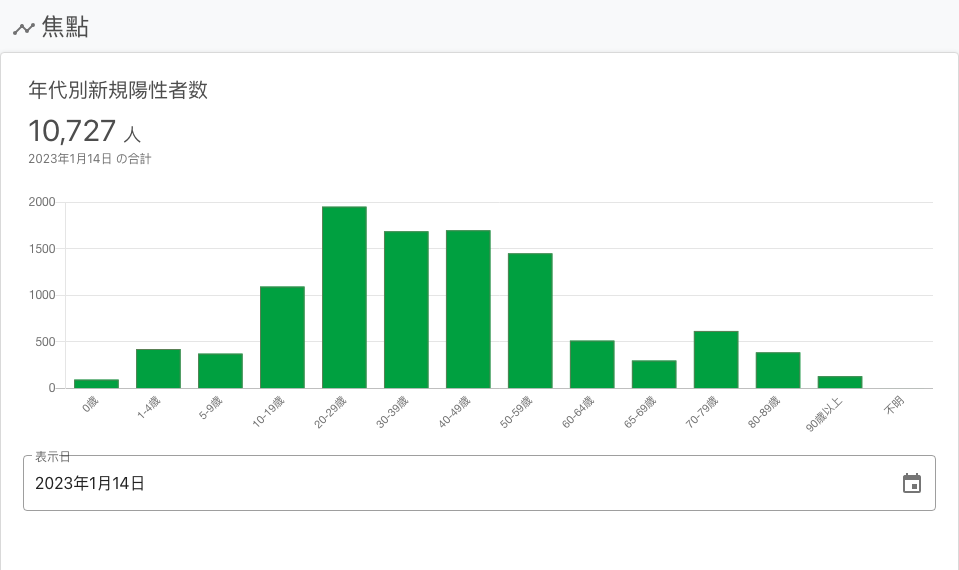 焦點
年代別新規陽性者数
10,727 人
2023年1月14日 の合計
2000
1500
1000
500
0
0歳
1-4歳
5-9歳
10-19歳
20-29歳
30-39歳
40-49歳
50-59歳
60-64歳
65-69歳
70-79歳
80-89歳
90歳以上
不明
表示日
2023年1月14日